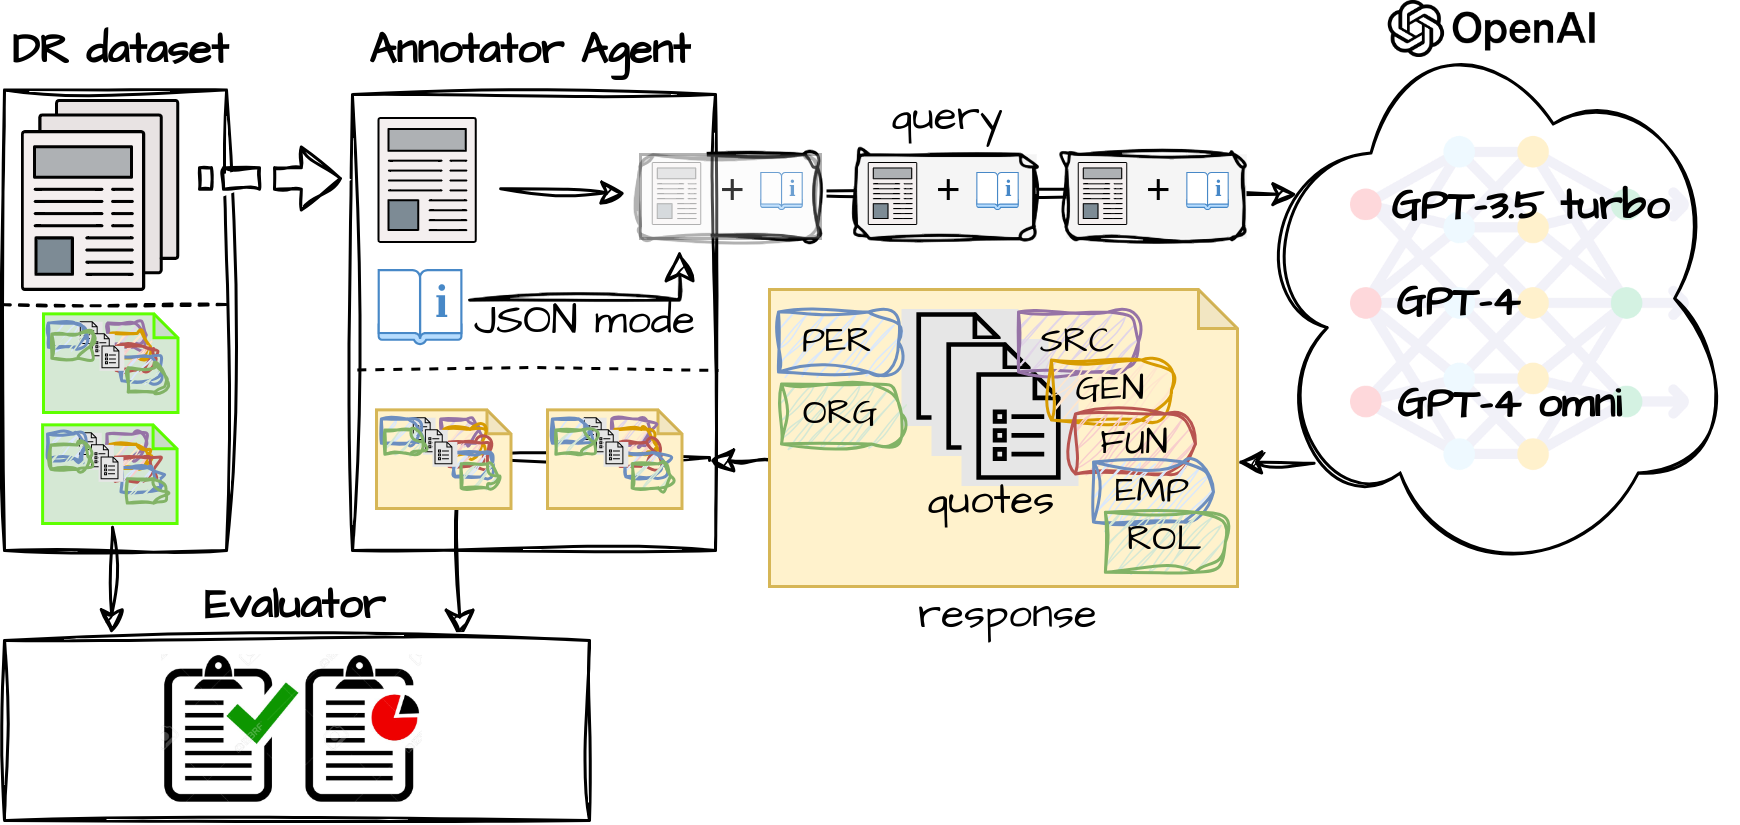 DR dataset
Annotator Agent
OpenAI
query
+ i
+ i
+ i
i
JSON mode
GPT-3.5 turbo
GPT-4
GPT-4 omni
PER
ORG
SRC
GEN
FUN
EMP
ROL
quotes
response
Evaluator